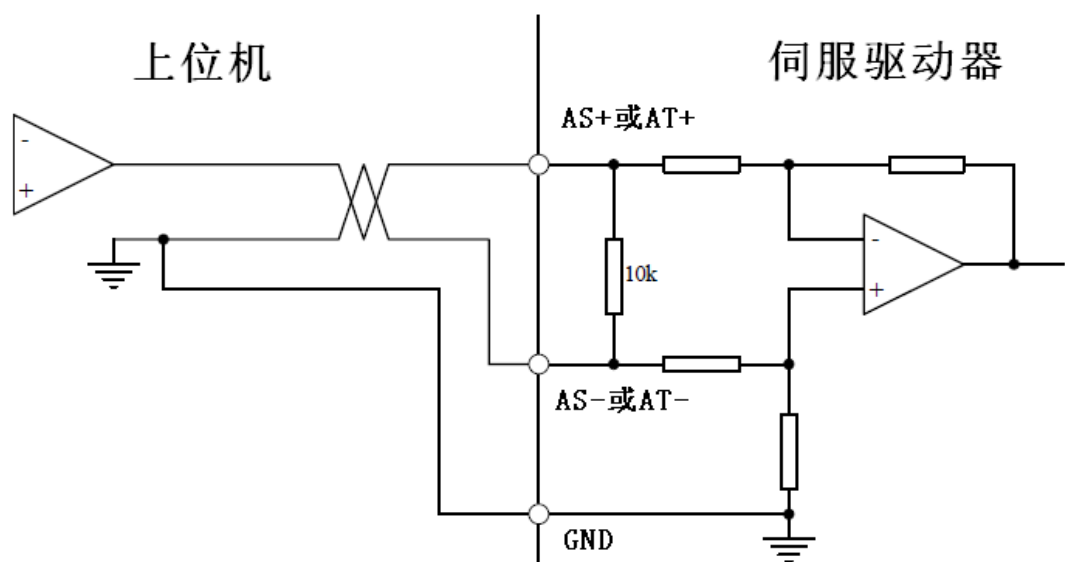 上位机
伺服驱动器
AS+或AT+
-
+
-
+
10k
AS-或AT-
GND